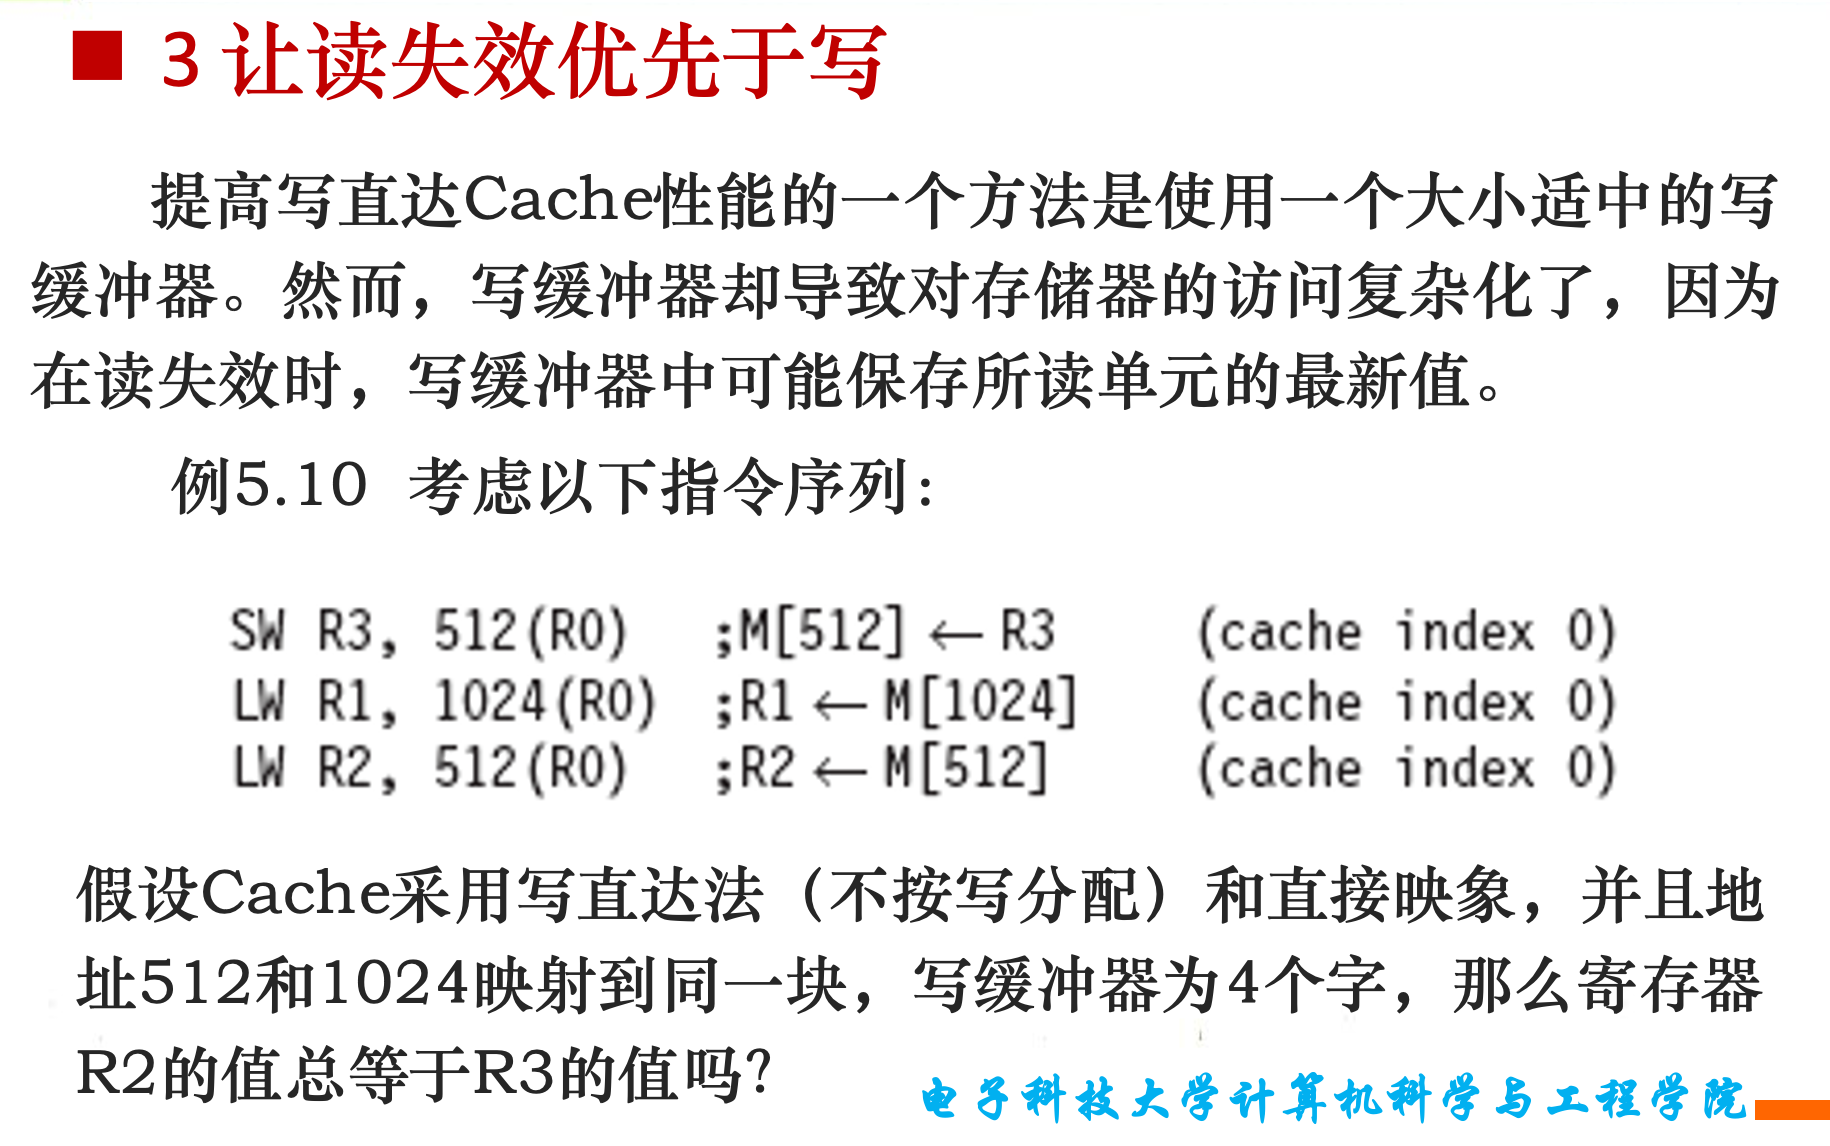 3 让读失效优先于写
提高写直达Cache性能的一个方法是使用一个大小适中的写
缓冲器。然而，写缓冲器却导致对存储器的访问复杂化了，因为
在读失效时，写缓冲器中可能保存所读单元的最新值。
例5.10 考虑以下指令序列：
SW R3, 512(R0) ;M[512] ← R3 (cache index 0)
LW R1, 1024(R0) ;R1 ← M[1024] (cache index 0)
LW R2, 512(R0) ;R2 ← M[512] (cache index 0)
假设Cache采用写直达法（不按写分配）和直接映象，并且地
址512和1024映射到同一块，写缓冲器为4个字，那么寄存器
R2的值总等于R3的值吗？
电子科技大学计算机科学与工程学院